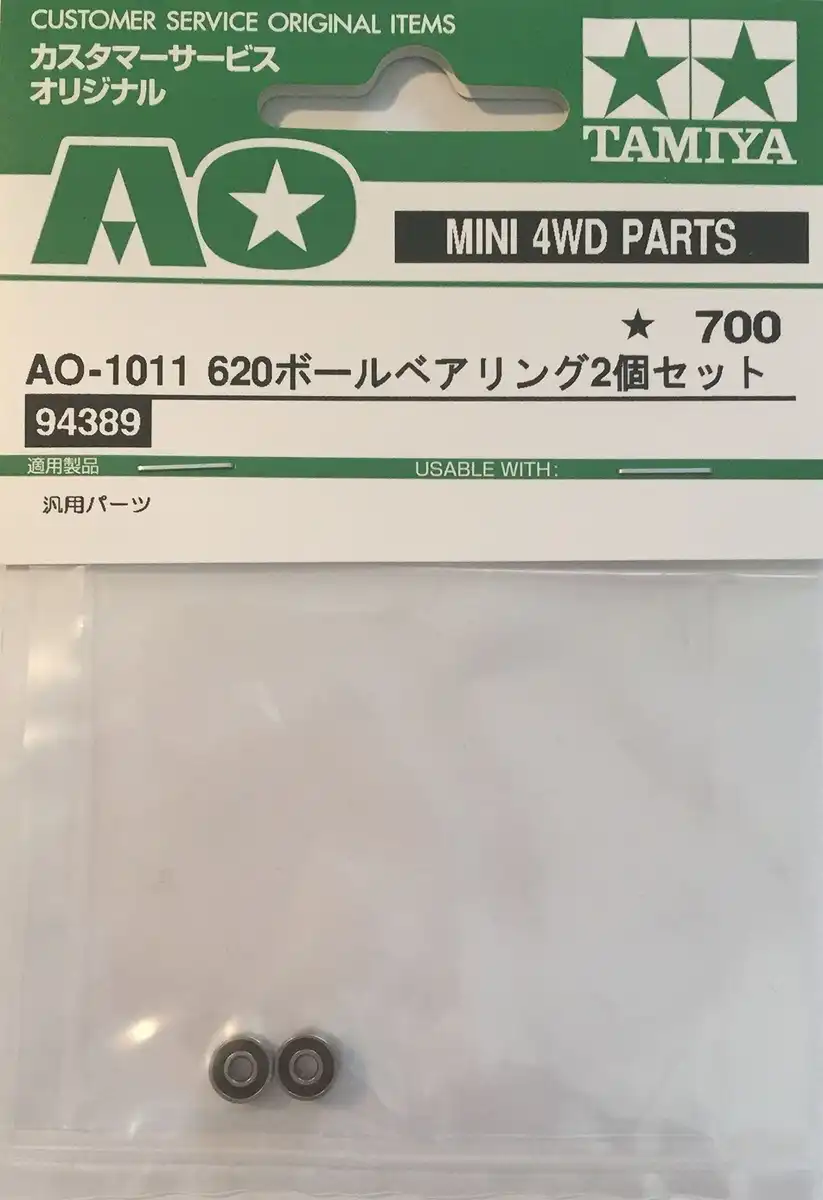 CUSTOMER SERVICE ORIGINAL ITEMS
カスタマーサービス
オリジナル
TAMIYA
AO
MINI 4WD PARTS
★ 700
AO-1011 620ボールベアリング2個セット
94389
適用製品 USABLE WITH:
汎用パーツ